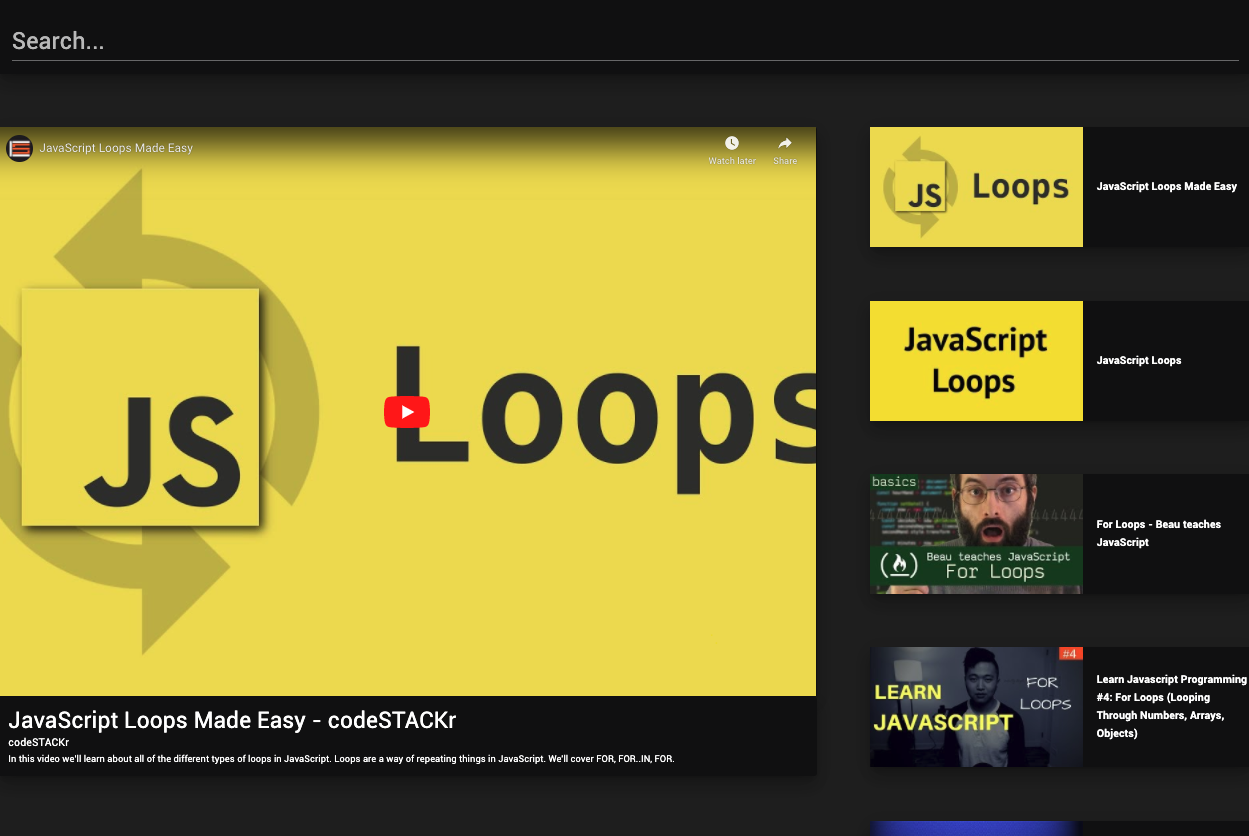 Search...
JavaScript Loops Made Easy
Watch later
Share
JS
Loops
JavaScript Loops Made Easy - codeSTACKr
codeSTACKr
In this video we'll learn about all of the different types of loops in JavaScript. Loops are a way of repeating things in JavaScript. We'll cover FOR, FOR..IN, FOR.
JS
Loops
JavaScript Loops Made Easy
JavaScript
Loops
JavaScript Loops
basics
Beau teaches JavaScript
For Loops
For Loops - Beau teaches
JavaScript
#4
LEARN
JAVASCRIPT
FOR
LOOPS
Learn Javascript Programming
#4: For Loops (Looping
Through Numbers, Arrays,
Objects)